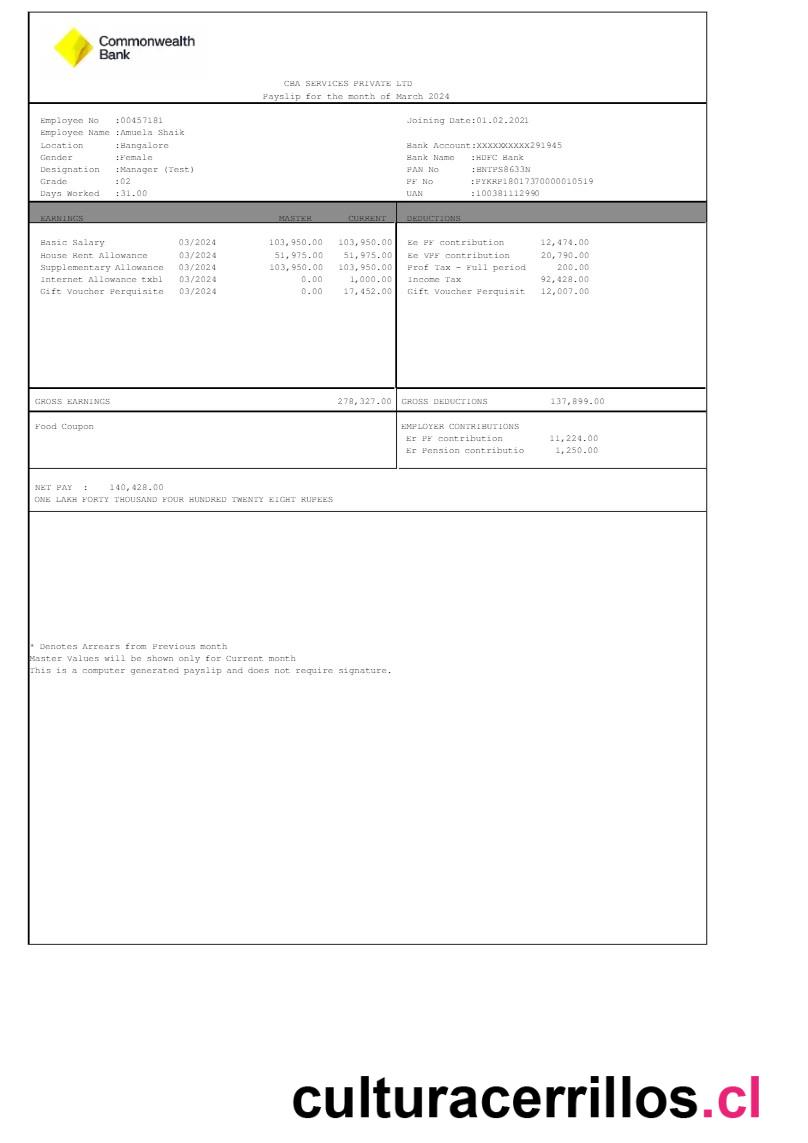 Commonwealth
Bank
CBA SERVICES PRIVATE LTD
Payslip for the month of March 2024
Employee No :00457181 Joining Date:01.02.2021
Employee Name :Amuela Shaik
Location :Bangalore Bank Account:XXXXXXXXXX291945
Gender :Female Bank Name :HDFC Bank
Designation :Manager (Test) PAN No :BNTPS8633N
Grade :02 PF No :PYKRP18017370000010519
Days Worked :31.00 UAN :100381112990
EARNINGS MASTER CURRENT DEDUCTIONS
Basic Salary 03/2024 103,950.00 103,950.00 Ee PF contribution 12,474.00
House Rent Allowance 03/2024 51,975.00 51,975.00 Ee VPF contribution 20,790.00
Supplementary Allowance 03/2024 103,950.00 103,950.00 Prof Tax - Full period 200.00
Internet Allowance txbl 03/2024 0.00 1,000.00 Income Tax 92,428.00
Gift Voucher Perquisite 03/2024 0.00 17,452.00 Gift Voucher Perquisit 12,007.00
GROSS EARNINGS 278,327.00 GROSS DEDUCTIONS 137,899.00
Food Coupon EMPLOYER CONTRIBUTIONS
Er PF contribution 11,224.00
Er Pension contributio 1,250.00
NET PAY : 140,428.00
ONE LAKH FORTY THOUSAND FOUR HUNDRED TWENTY EIGHT RUPEES
* Denotes Arrears from Previous month
Master Values will be shown only for Current month
This is a computer generated payslip and does not require signature.
culturacerrillos.cl